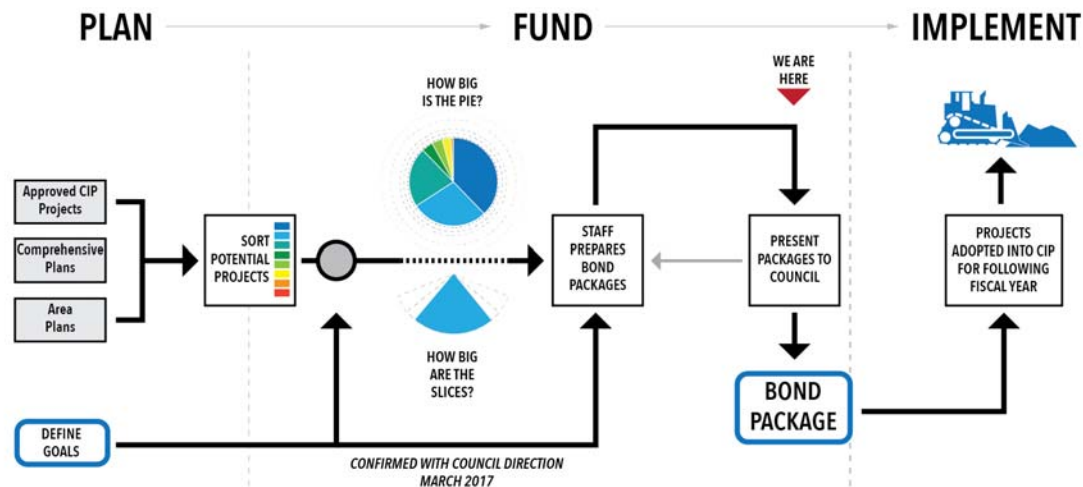 PLAN
FUND
IMPLEMENT
WE ARE
HERE
HOW BIG
IS THE PIE?
Approved CIP
Projects
Comprehensive
Plans
Area
Plans
SORT
POTENTIAL
PROJECTS
STAFF
PREPARES
BOND
PACKAGES
PRESENT
PACKAGES TO
COUNCIL
PROJECTS
ADOPTED INTO CIP
FOR FOLLOWING
FISCAL YEAR
HOW BIG
ARE THE
SLICES?
BOND
PACKAGE
DEFINE
GOALS
CONFIRMED WITH COUNCIL DIRECTION
MARCH 2017